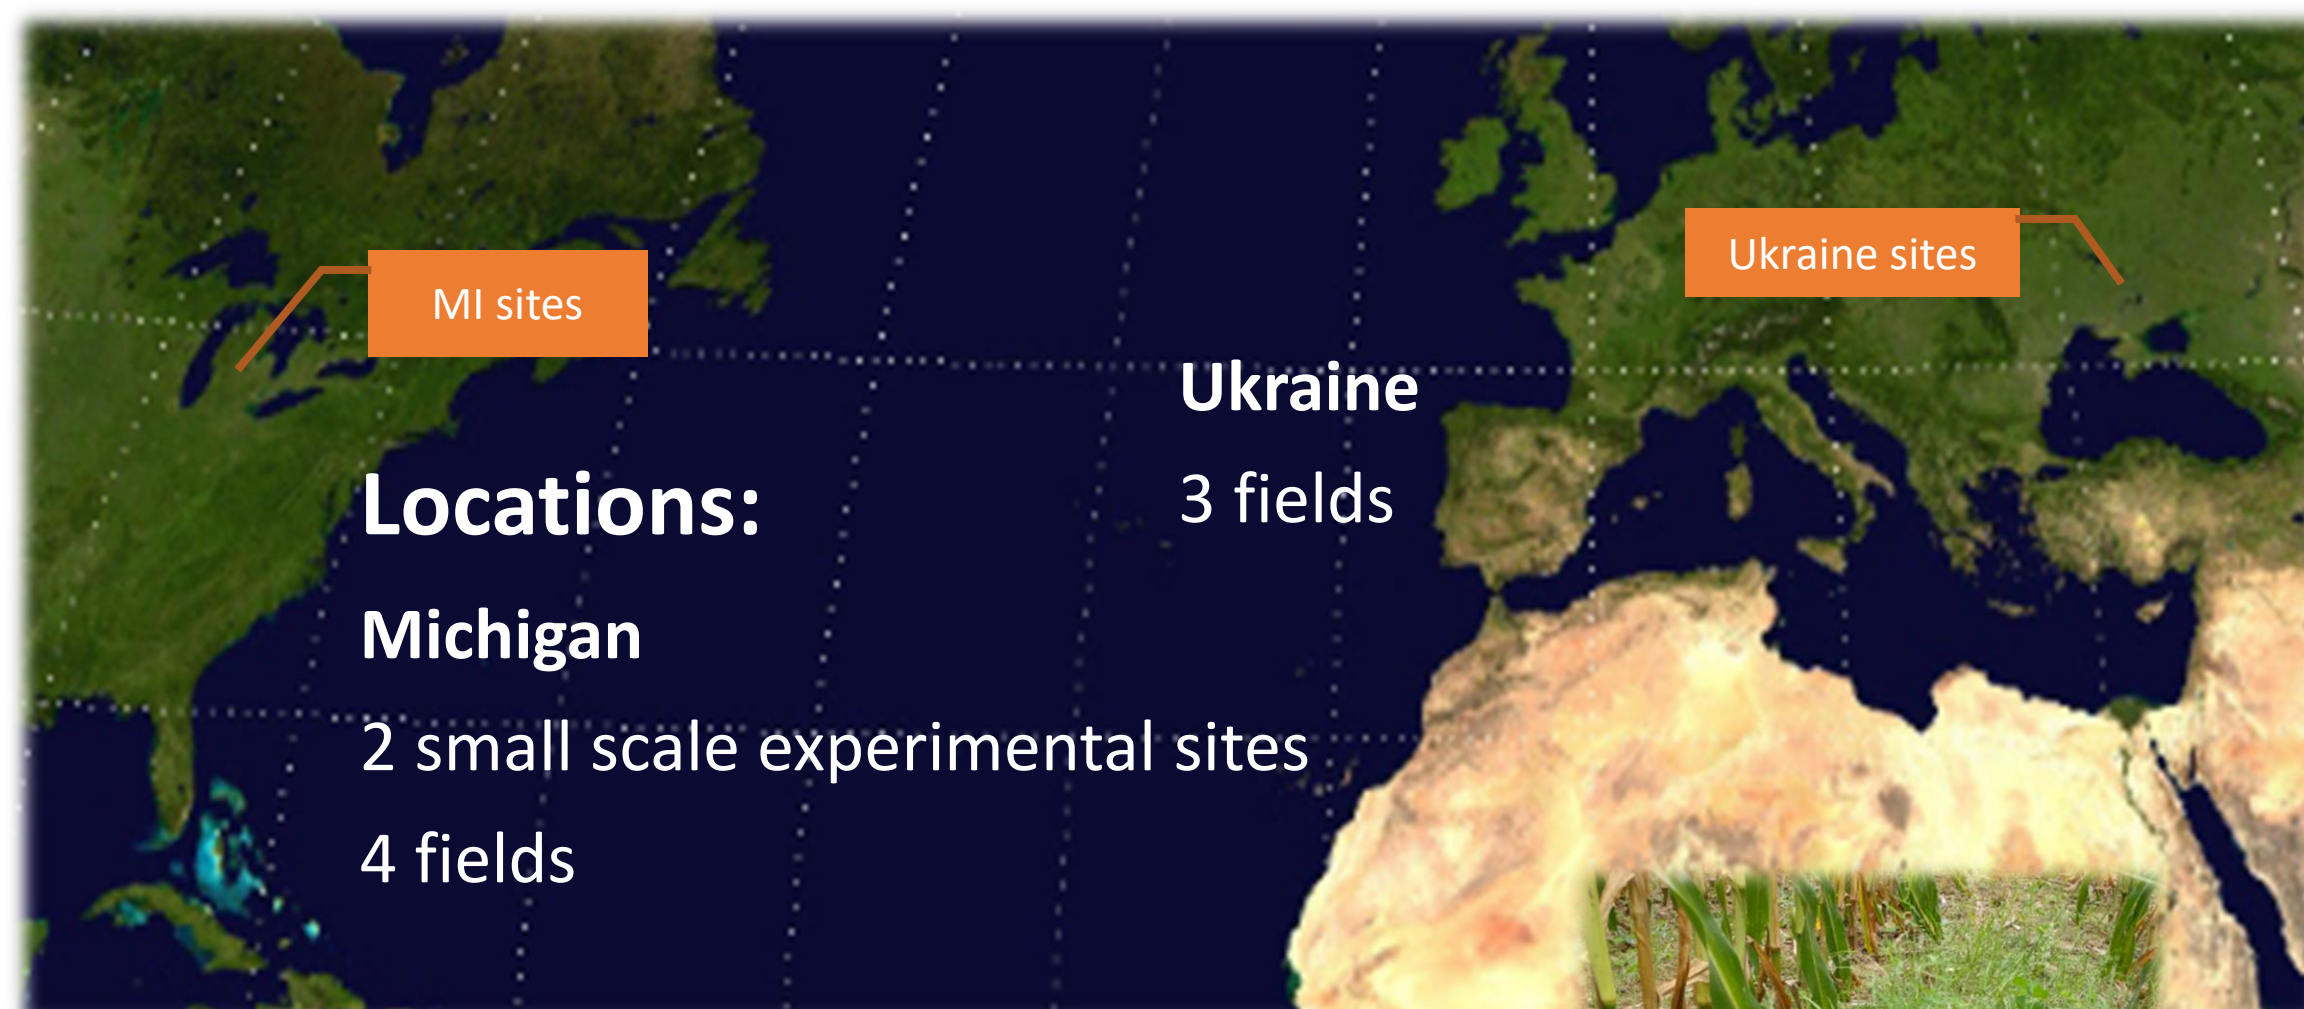 MI sites
Ukraine sites
Locations:
Michigan
2 small scale experimental sites
4 fields
Ukraine
3 fields